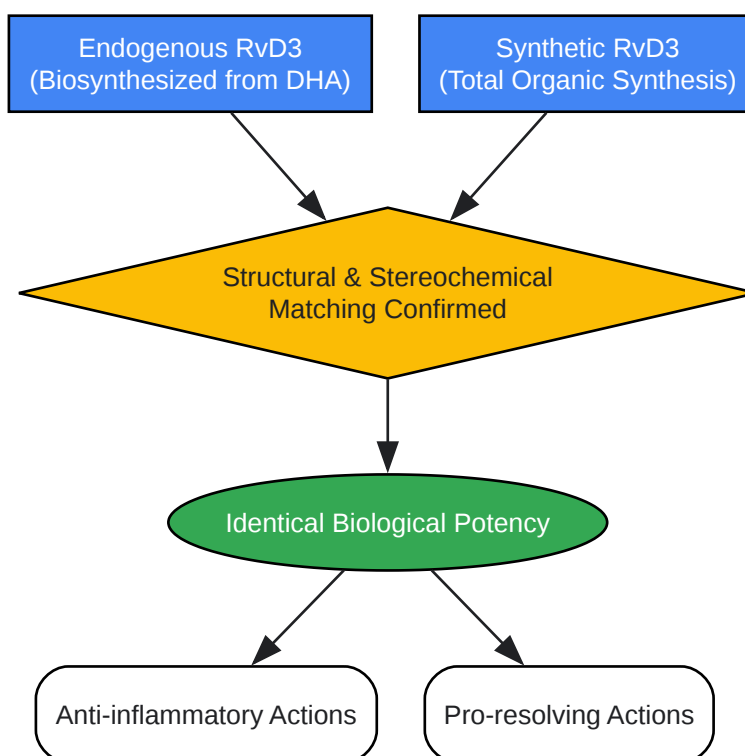 Endogenous RvD3
(Biosynthesized from DHA)
Synthetic RvD3
(Total Organic Synthesis)
Structural & Stereochemical
Matching Confirmed
Identical Biological Potency
Anti-inflammatory Actions
Pro-resolving Actions